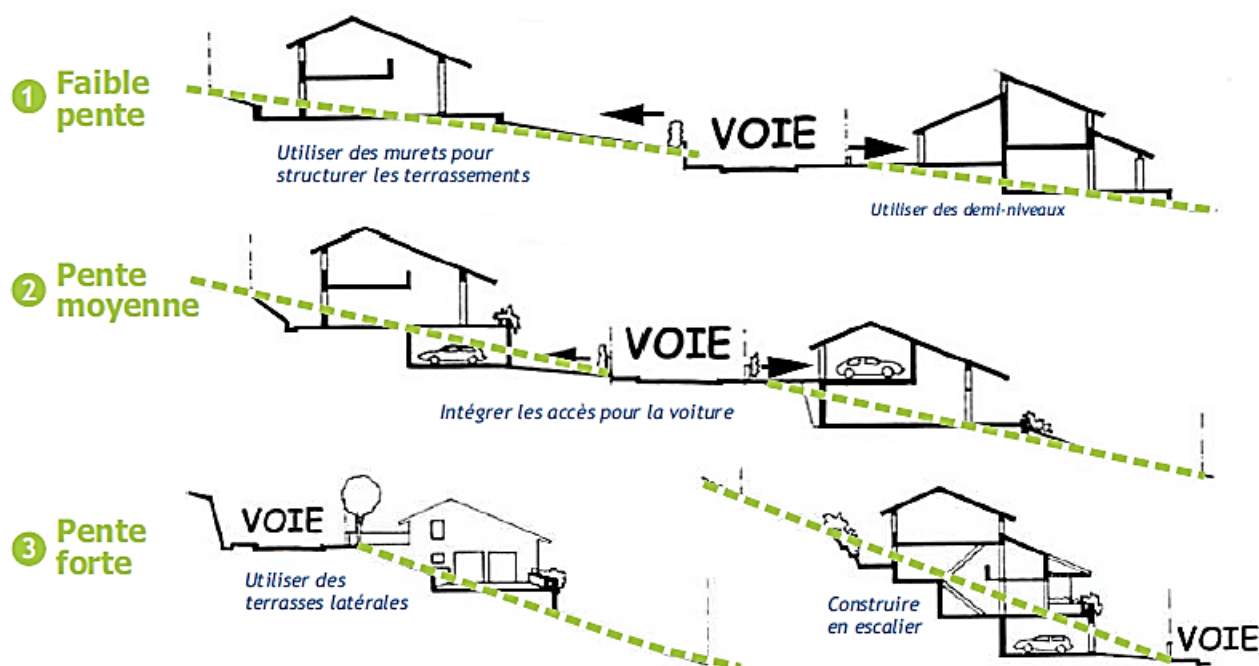 1 Faible
pente
VOIE
Utiliser des murets pour
structurer les terrassements
Utiliser des demi-niveaux
2 Pente
moyenne
VOIE
Intégrer les accès pour la voiture
3 Pente
forte
VOIE
Utiliser des
terrasses latérales
Construire
en escalier
VOIE